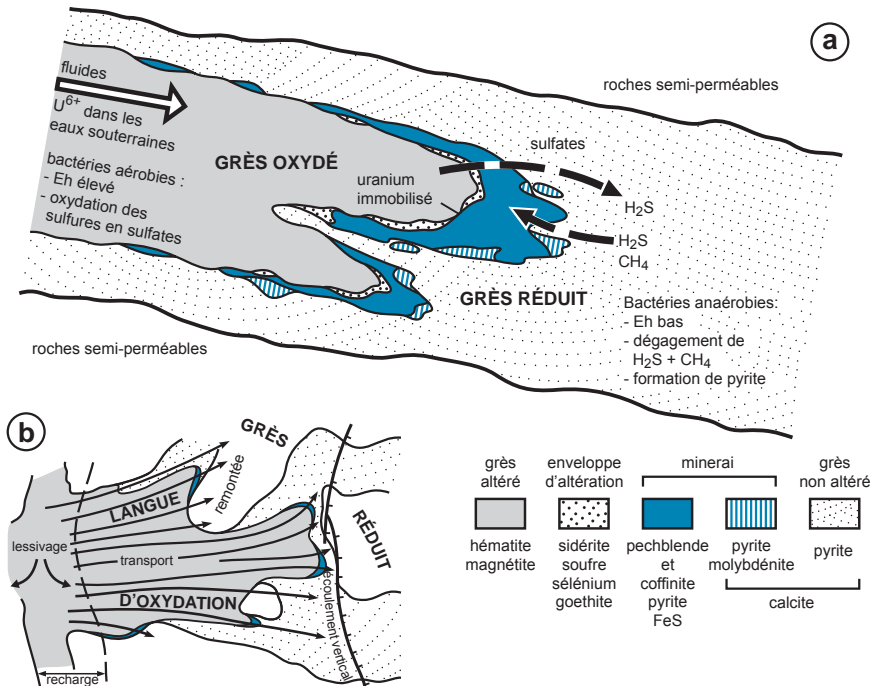 a
roches semi-perméables
fluides
U6+ dans les
eaux souterraines
bactéries aérobies :
- Eh élevé
- oxydation des
sulfures en sulfates
GRÈS OXYDÉ
uranium
immobilisé
sulfates
H2S
H2S
CH4
GRÈS RÉDUIT
Bactéries anaérobies:
- Eh bas
- dégagement de
H2S + CH4
- formation de pyrite
roches semi-perméables
b
GRÈS
RÉDUIT
LANGUE
D'OXYDATION
remontée
lessivage
transport
écoulement vertical
recharge
grès
altéré
hématite
magnétite
enveloppe
d'altération
sidérite
soufre
sélénium
goethite
minerai
pechblende
et
coffinite
pyrite
FeS
pyrite
molybdénite
grès
non altéré
pyrite
calcite